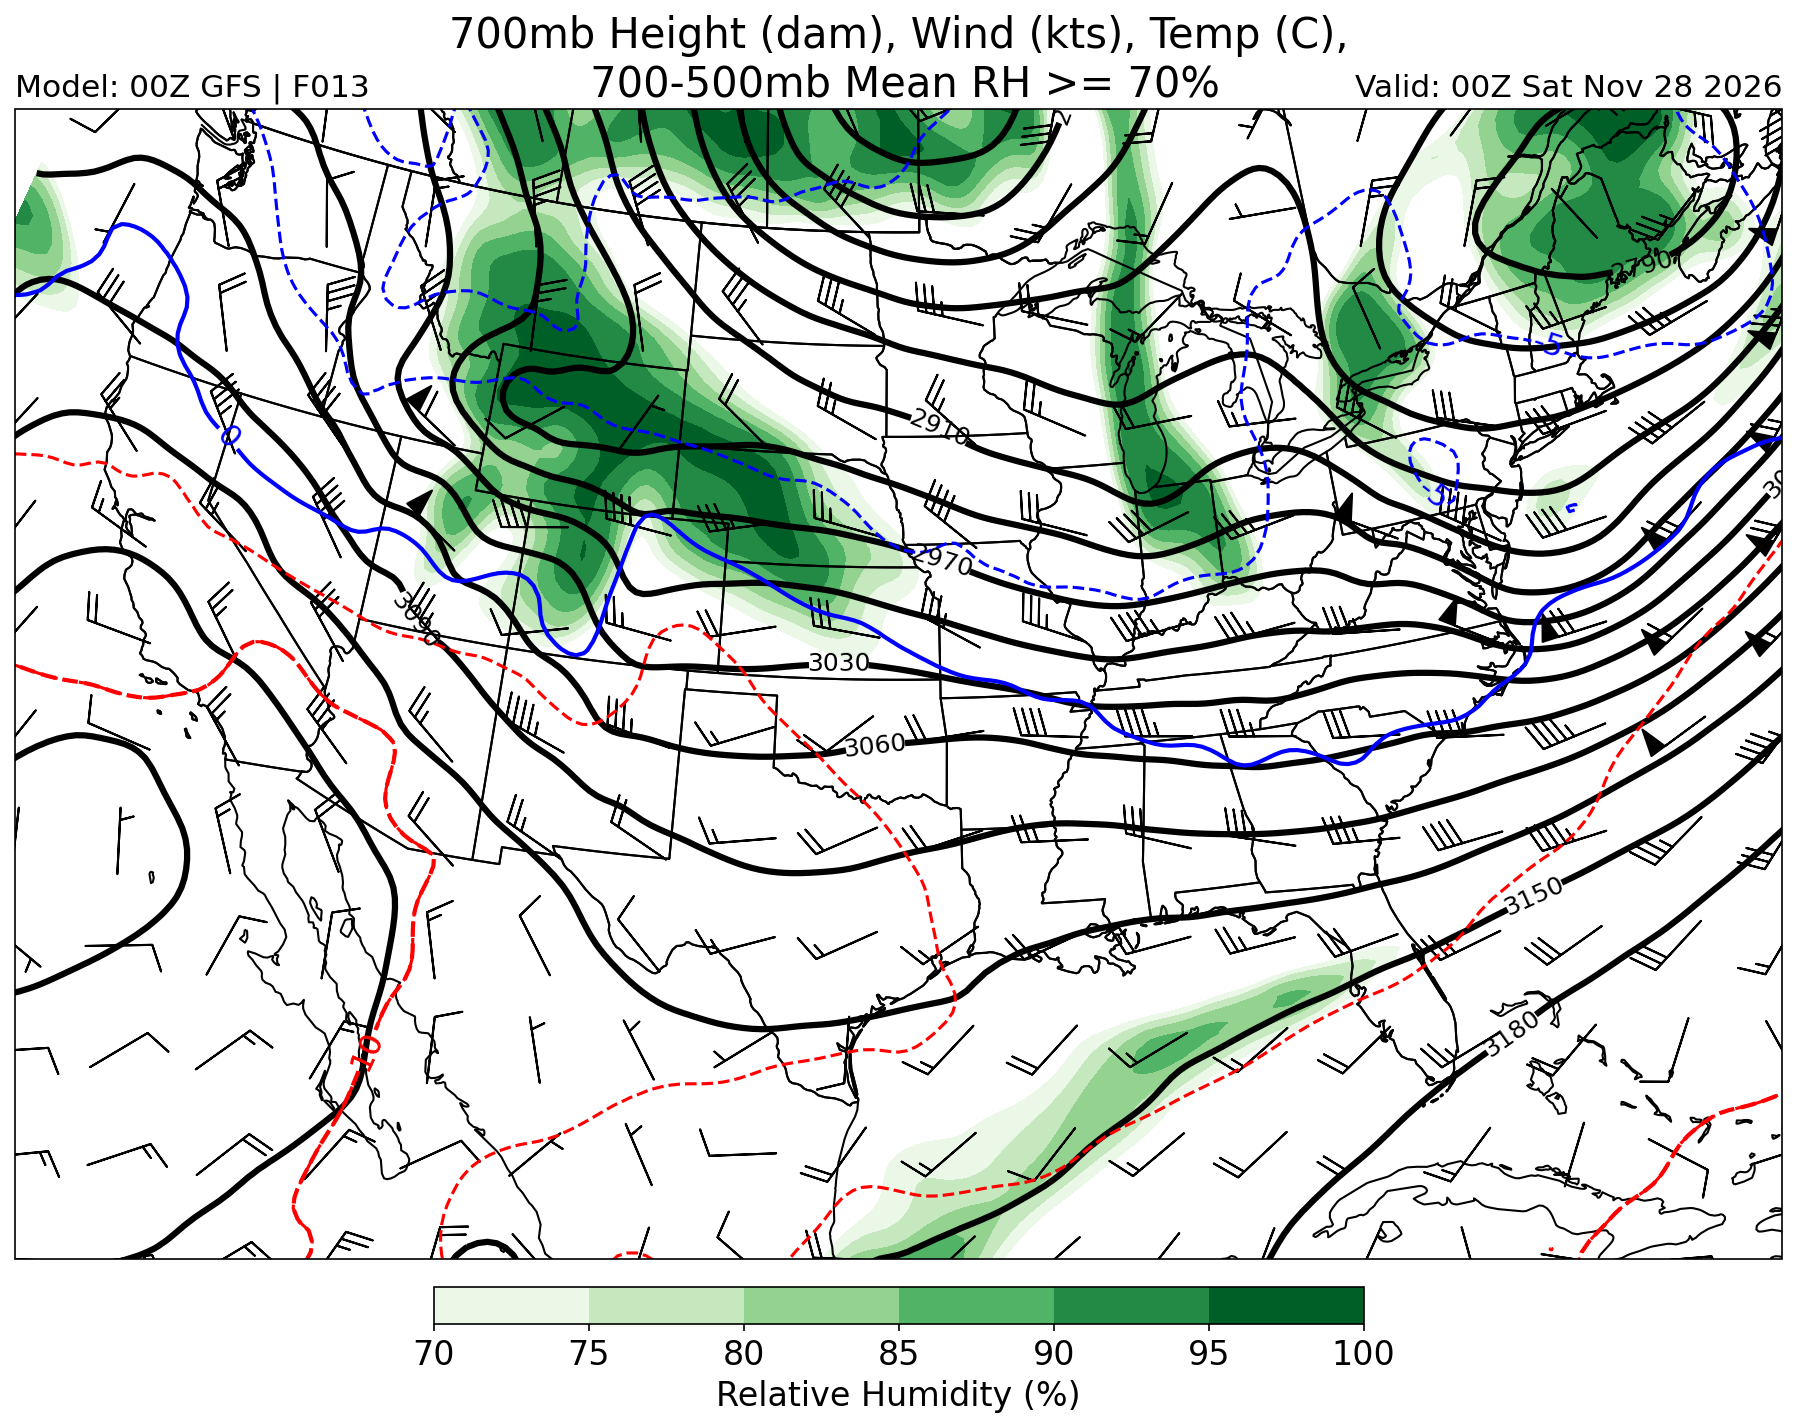 700mb Height (dam), Wind (kts), Temp (C),
Model: 00Z GFS | F013
700-500mb Mean RH >= 70%
Valid: 00Z Sat Nov 28 2026
2790
-5
0
2910
-5
2970
3090
3030
3060
3150
3180
10
70 75 80 85 90 95 100
Relative Humidity (%)